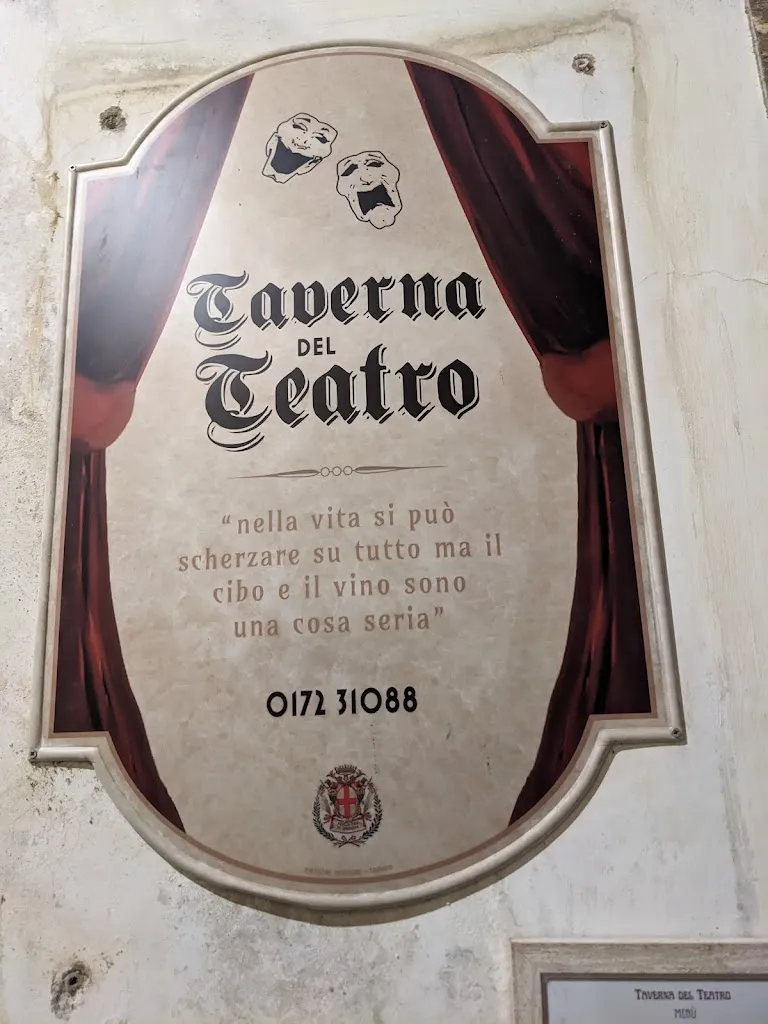 Taverna
DEL
Teatro
"nella vita si può
scherzare su tutto ma il
cibo e il vino sono
una cosa seria"
0172 31088
TAVERNA DEL TEATRO
MENÙ